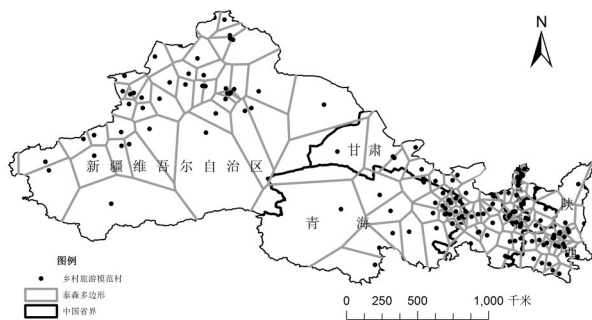 N
新疆维吾尔自治区
甘肃
青海
陕西
图例
乡村旅游模范村
泰森多边形
中国省界
0 250 500 1,000 千米